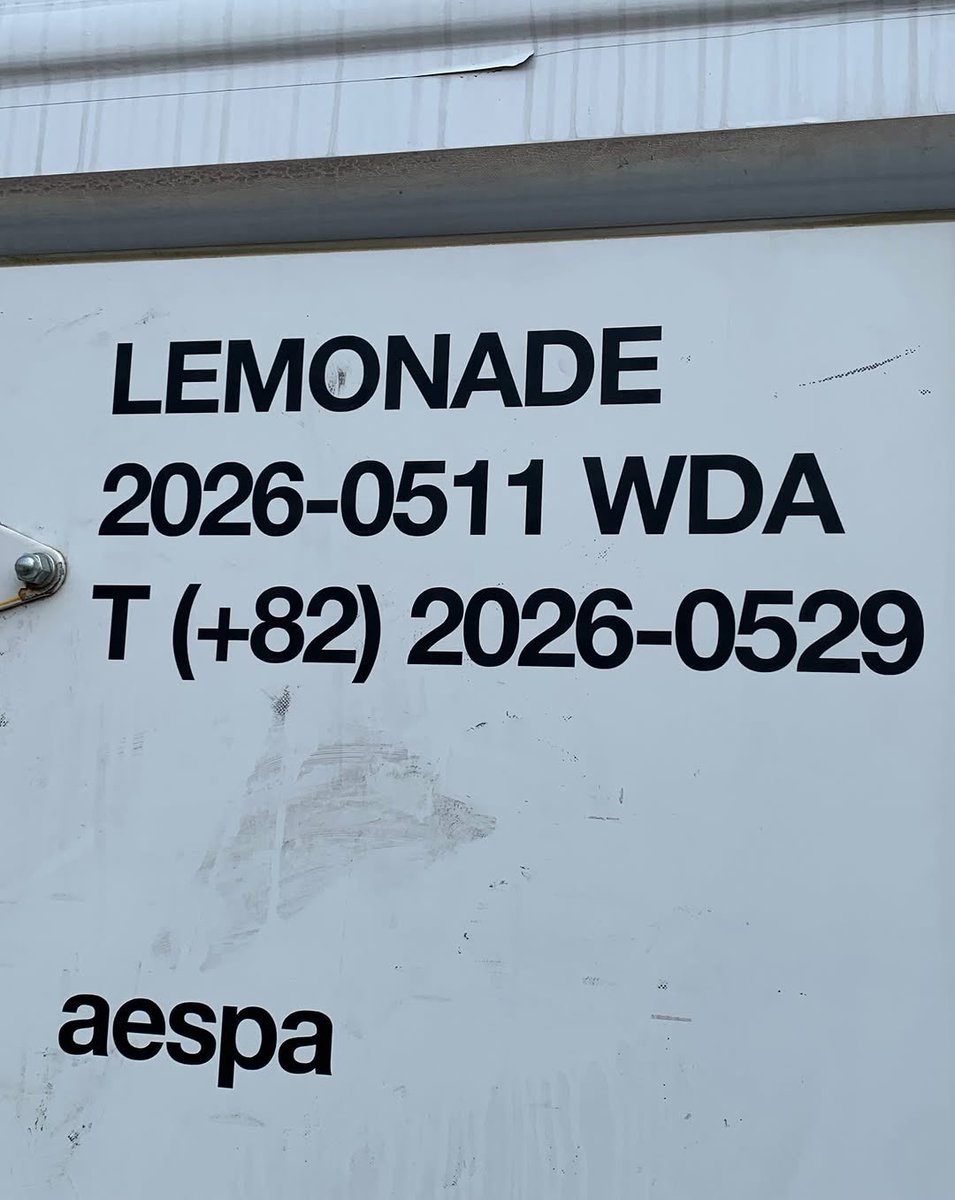 LEMONADE
2026-0511 WDA
T (+82) 2026-0529
aespa